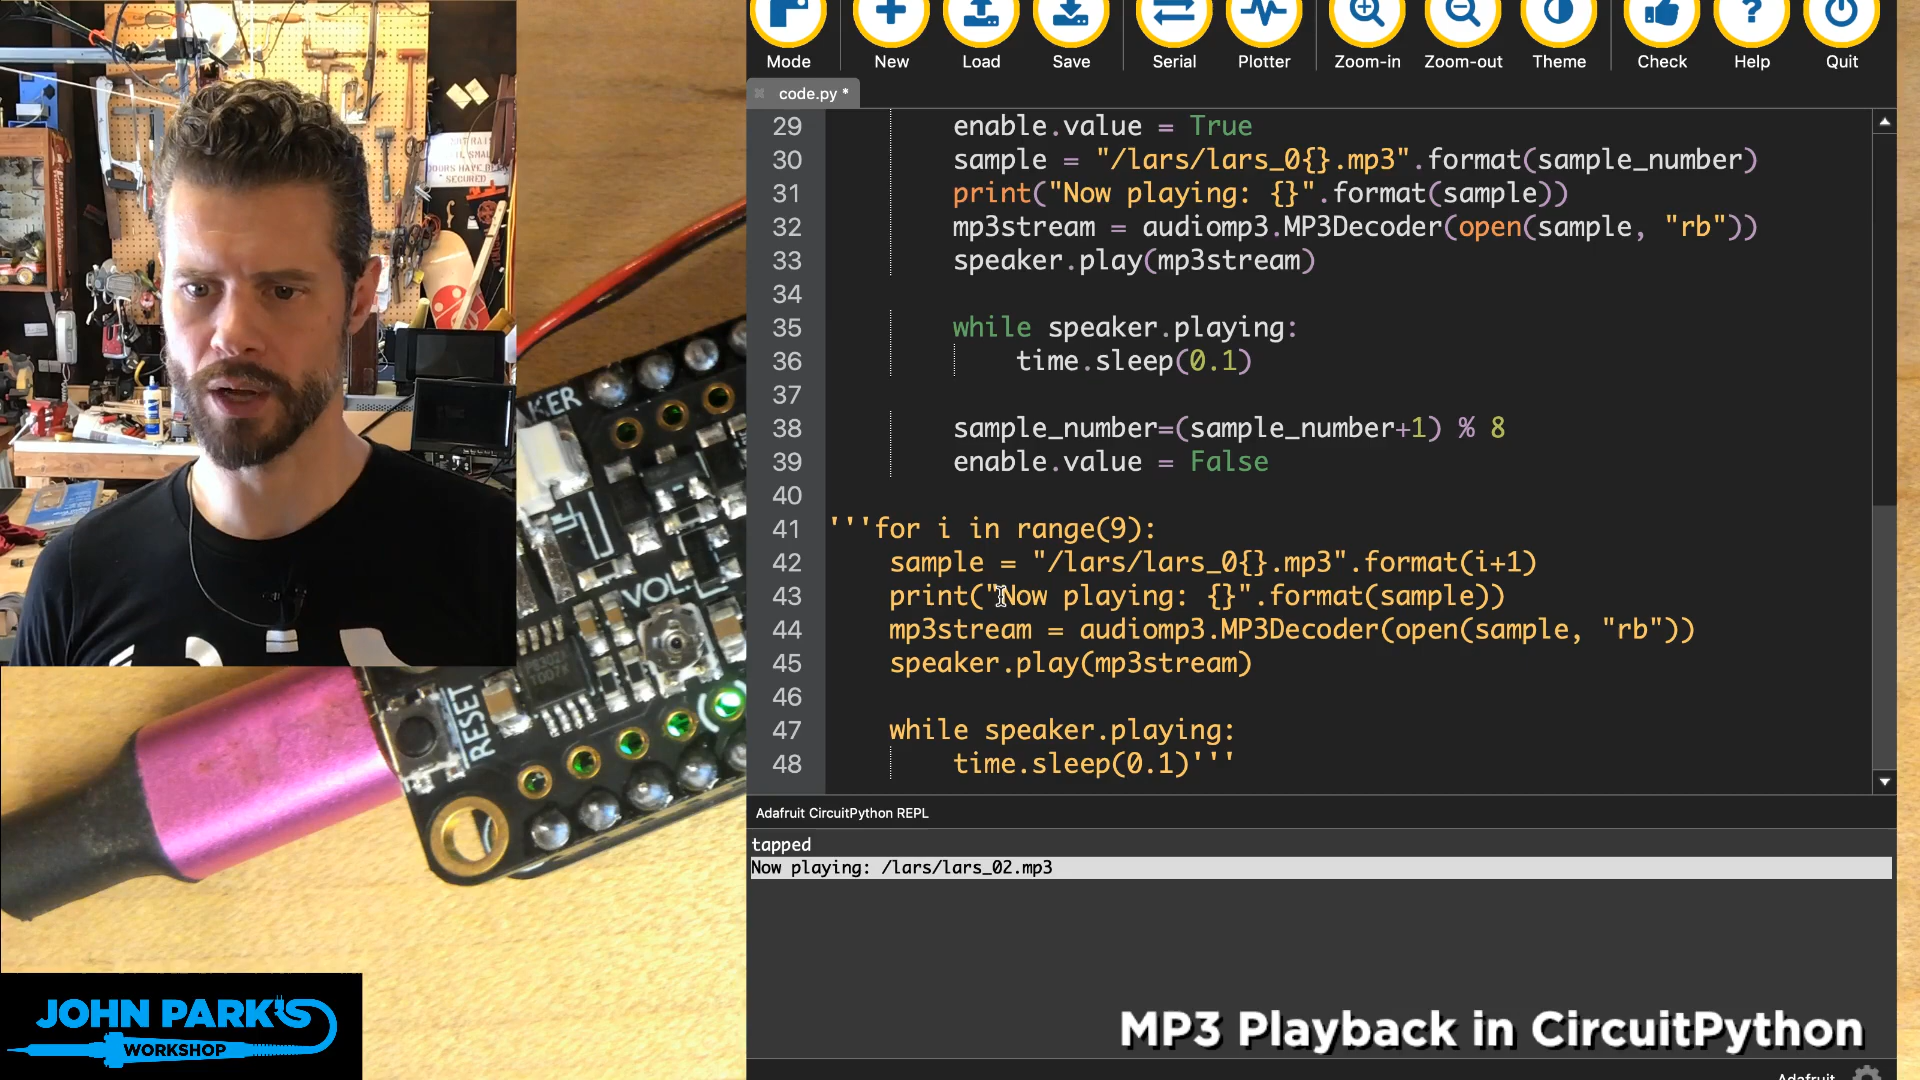 Mode
New
Load
Save
Serial
Plotter
Zoom-in
Zoom-out
Theme
Check
Help
Quit
code.py *
29 enable.value = True
30 sample = "/lars/lars_0{}.mp3".format(sample_number)
31 print("Now playing: {}".format(sample))
32 mp3stream = audiomp3.MP3Decoder(open(sample, "rb"))
33 speaker.play(mp3stream)
34
35 while speaker.playing:
36 time.sleep(0.1)
37
38 sample_number=(sample_number+1) % 8
39 enable.value = False
40
41 '''for i in range(9):
42 sample = "/lars/lars_0{}.mp3".format(i+1)
43 print("Now playing: {}".format(sample))
44 mp3stream = audiomp3.MP3Decoder(open(sample, "rb"))
45 speaker.play(mp3stream)
46
47 while speaker.playing:
48 time.sleep(0.1)'''
Adafruit CircuitPython REPL
tapped
Now playing: /lars/lars_02.mp3
MP3 Playback in CircuitPython
SMALL
DOORS HAVE BEEN
SECURED
KER
VOL
RESET
JOHN PARK'S
WORKSHOP